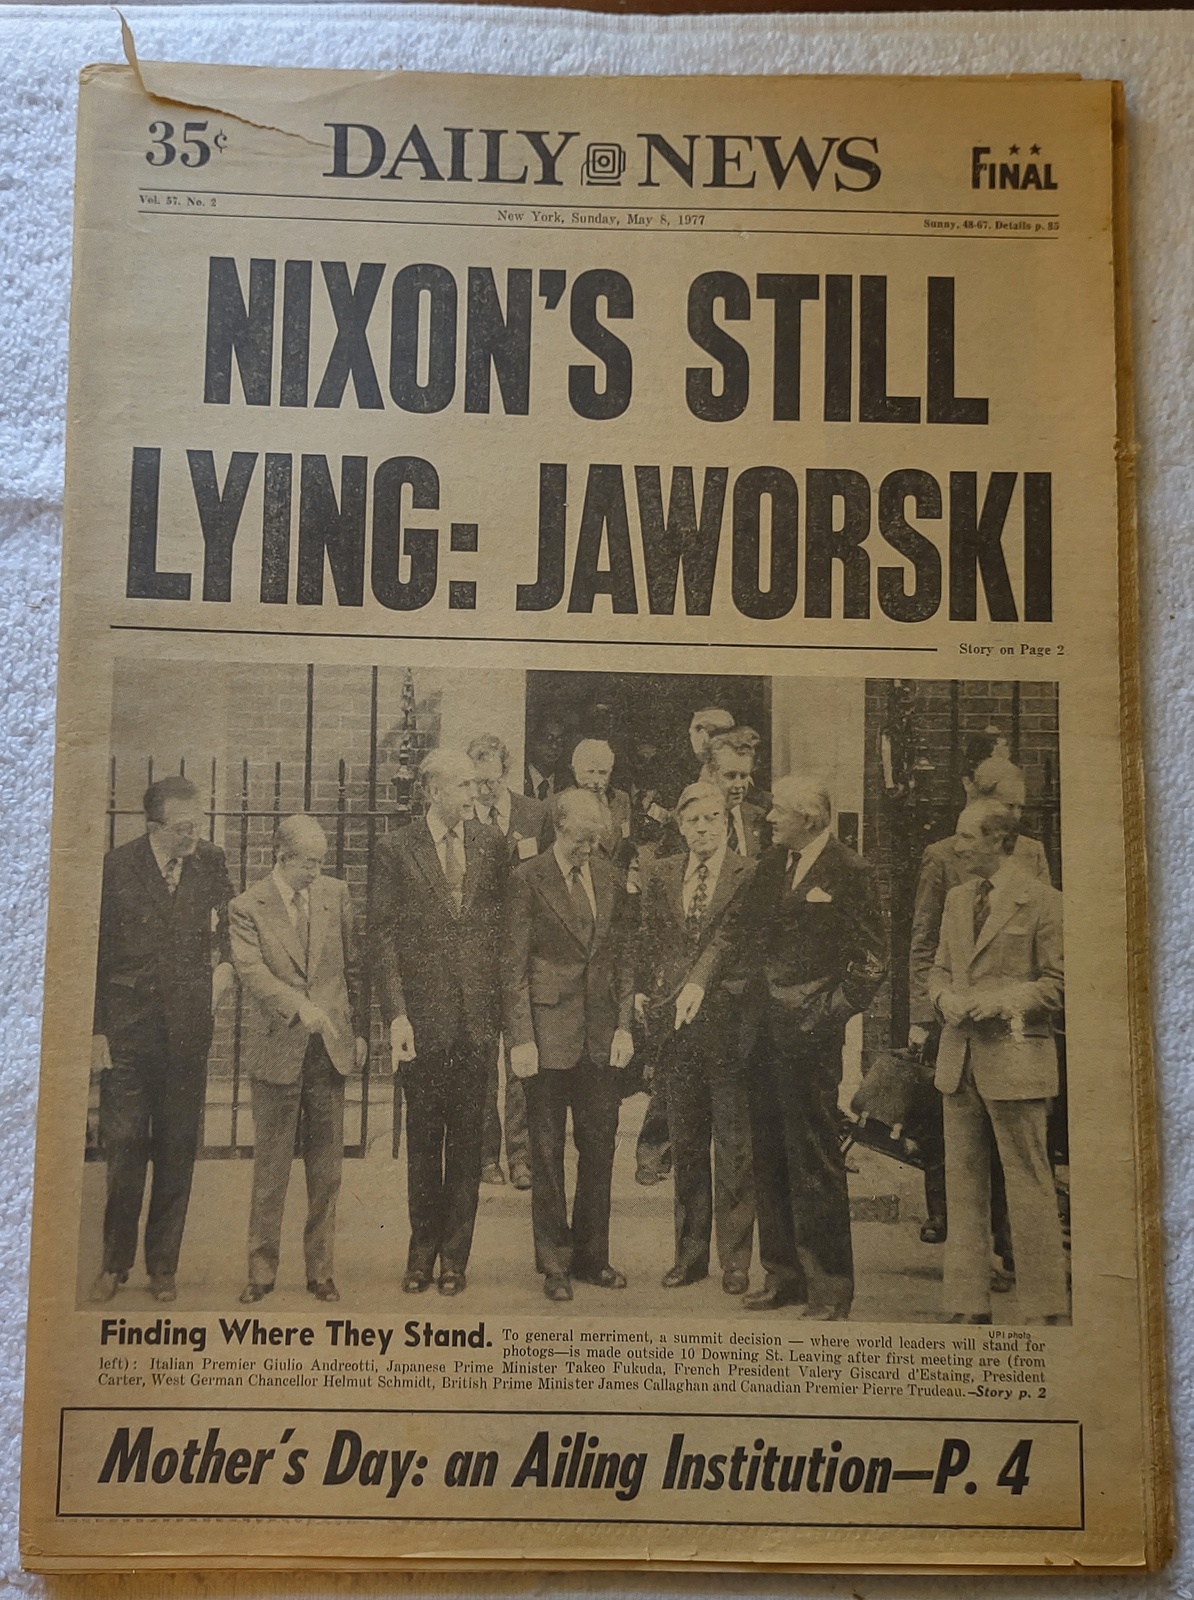 35¢
DAILY NEWS
★ ★
FINAL
Vol. 57. No. 2
New York, Sunday, May 8, 1977
Sunny, 48-67. Details p. 85
NIXON'S STILL
LYING: JAWORSKI
Story on Page 2
UPI photo
Finding Where They Stand. To general merriment, a summit decision — where world leaders will stand for
photogs—is made outside 10 Downing St. Leaving after first meeting are (from
left): Italian Premier Giulio Andreotti, Japanese Prime Minister Takeo Fukuda, French President Valery Giscard d'Estaing, President
Carter, West German Chancellor Helmut Schmidt, British Prime Minister James Callaghan and Canadian Premier Pierre Trudeau.—Story p. 2
Mother's Day: an Ailing Institution—P. 4